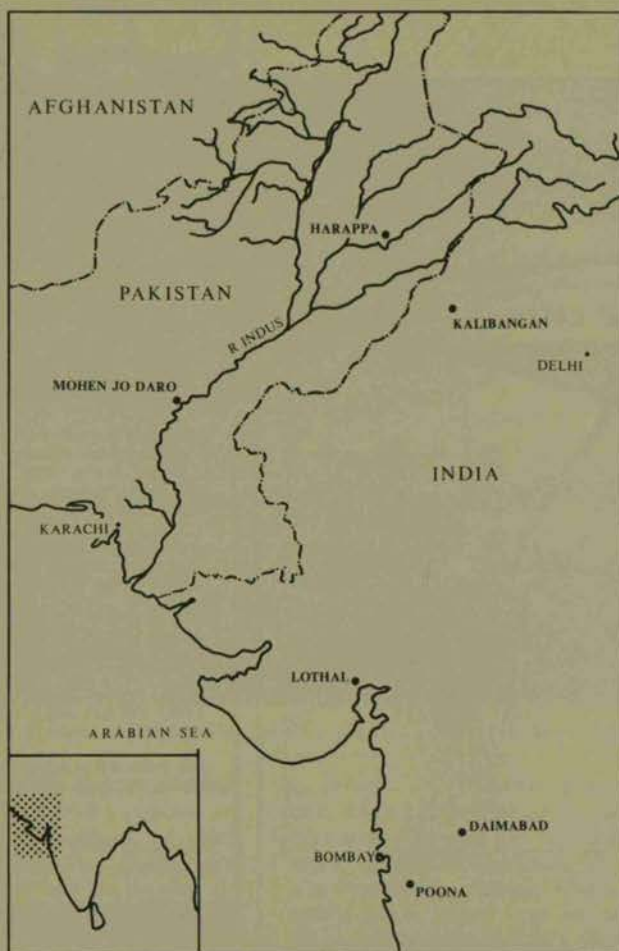 AFGHANISTAN
HARAPPA
PAKISTAN
R INDUS
KALIBANGAN
DELHI
MOHEN JO DARO
INDIA
KARACHI
LOTHAL
ARABIAN SEA
DAIMABAD
BOMBAY
POONA